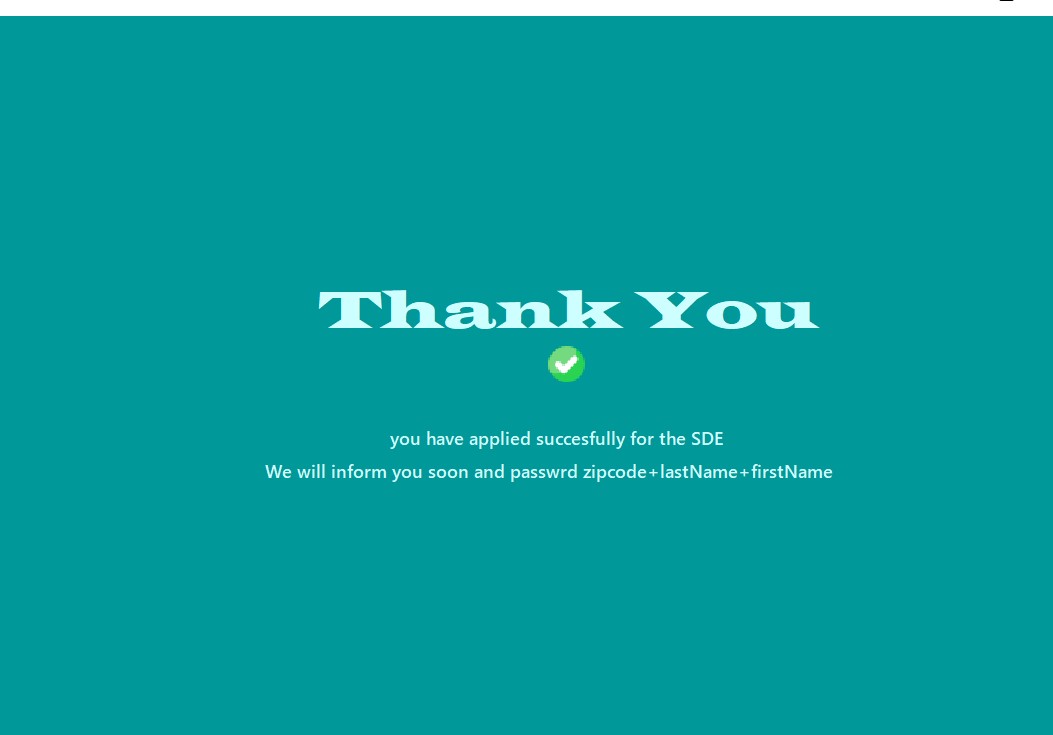 Thank You
you have applied succesfully for the SDE
We will inform you soon and passwrd zipcode+lastName+firstName